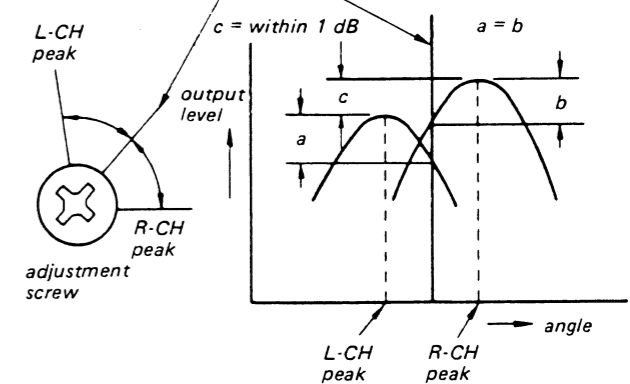 L-CH
peak
c = within 1 dB
a = b
output
level
c
b
a
R-CH
peak
adjustment
screw
angle
L-CH
peak
R-CH
peak